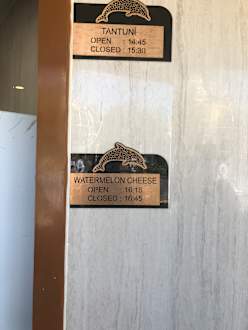 TANTUNİ
OPEN : 14:45
CLOSED : 15:30
WATERMELON CHEESE
OPEN : 16:15
CLOSED : 16:45